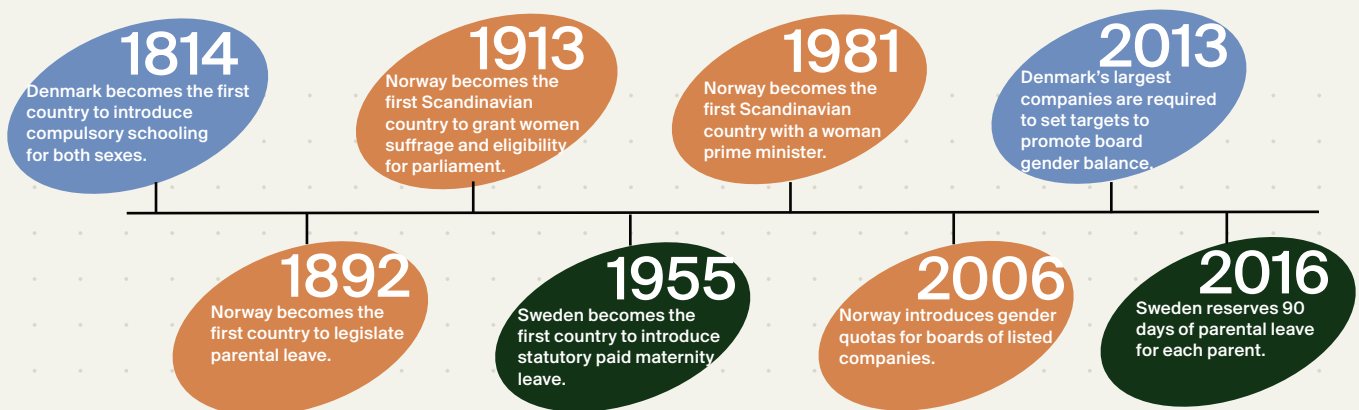 1814
Denmark becomes the first
country to introduce
compulsory schooling
for both sexes.
1892
Norway becomes the
first country to legislate
parental leave.
1913
Norway becomes the
first Scandinavian
country to grant women
suffrage and eligibility
for parliament.
1955
Sweden becomes the
first country to introduce
statutory paid maternity
leave.
1981
Norway becomes the
first Scandinavian
country with a woman
prime minister.
2006
Norway introduces gender
quotas for boards of listed
companies.
2013
Denmark’s largest
companies are required
to set targets to
promote board
gender balance.
2016
Sweden reserves 90
days of parental leave
for each parent.